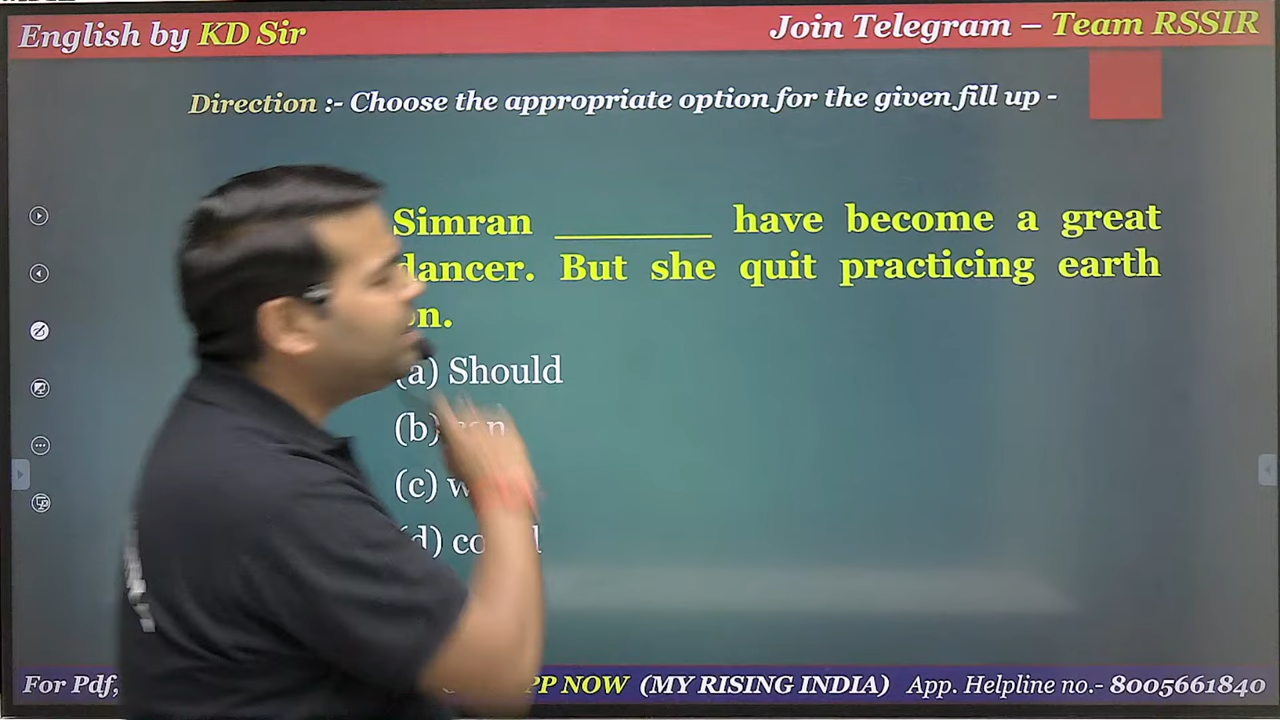 English by KD Sir
Join Telegram – Team RSSIR
Direction :- Choose the appropriate option for the given fill up -
Simran ________ have become a great
dancer. But she quit practicing earth
on.
(a) Should
(b)
(c)
(d)
For Pdf, PP NOW (MY RISING INDIA) App. Helpline no.- 8005661840